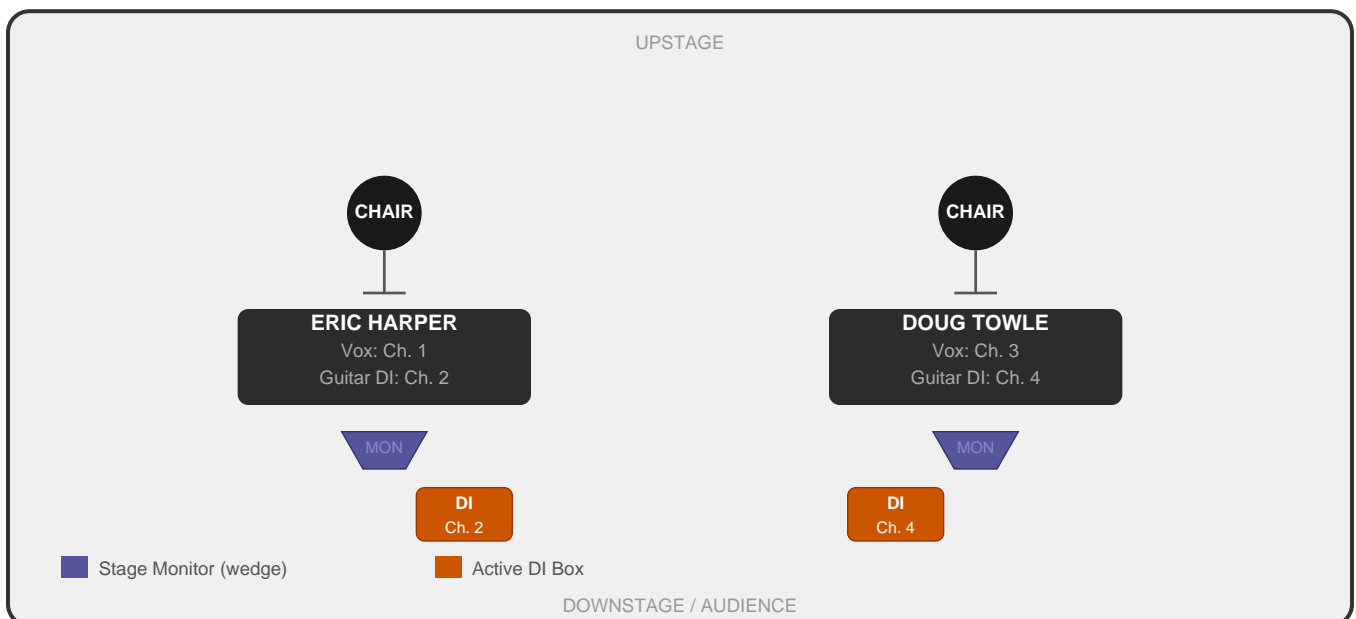 UPSTAGE
CHAIR
CHAIR
ERIC HARPER
Vox: Ch. 1
Guitar DI: Ch. 2
DOUG TOWLE
Vox: Ch. 3
Guitar DI: Ch. 4
MON
MON
DI
Ch. 2
DI
Ch. 4
Stage Monitor (wedge)
Active DI Box
DOWNSTAGE / AUDIENCE